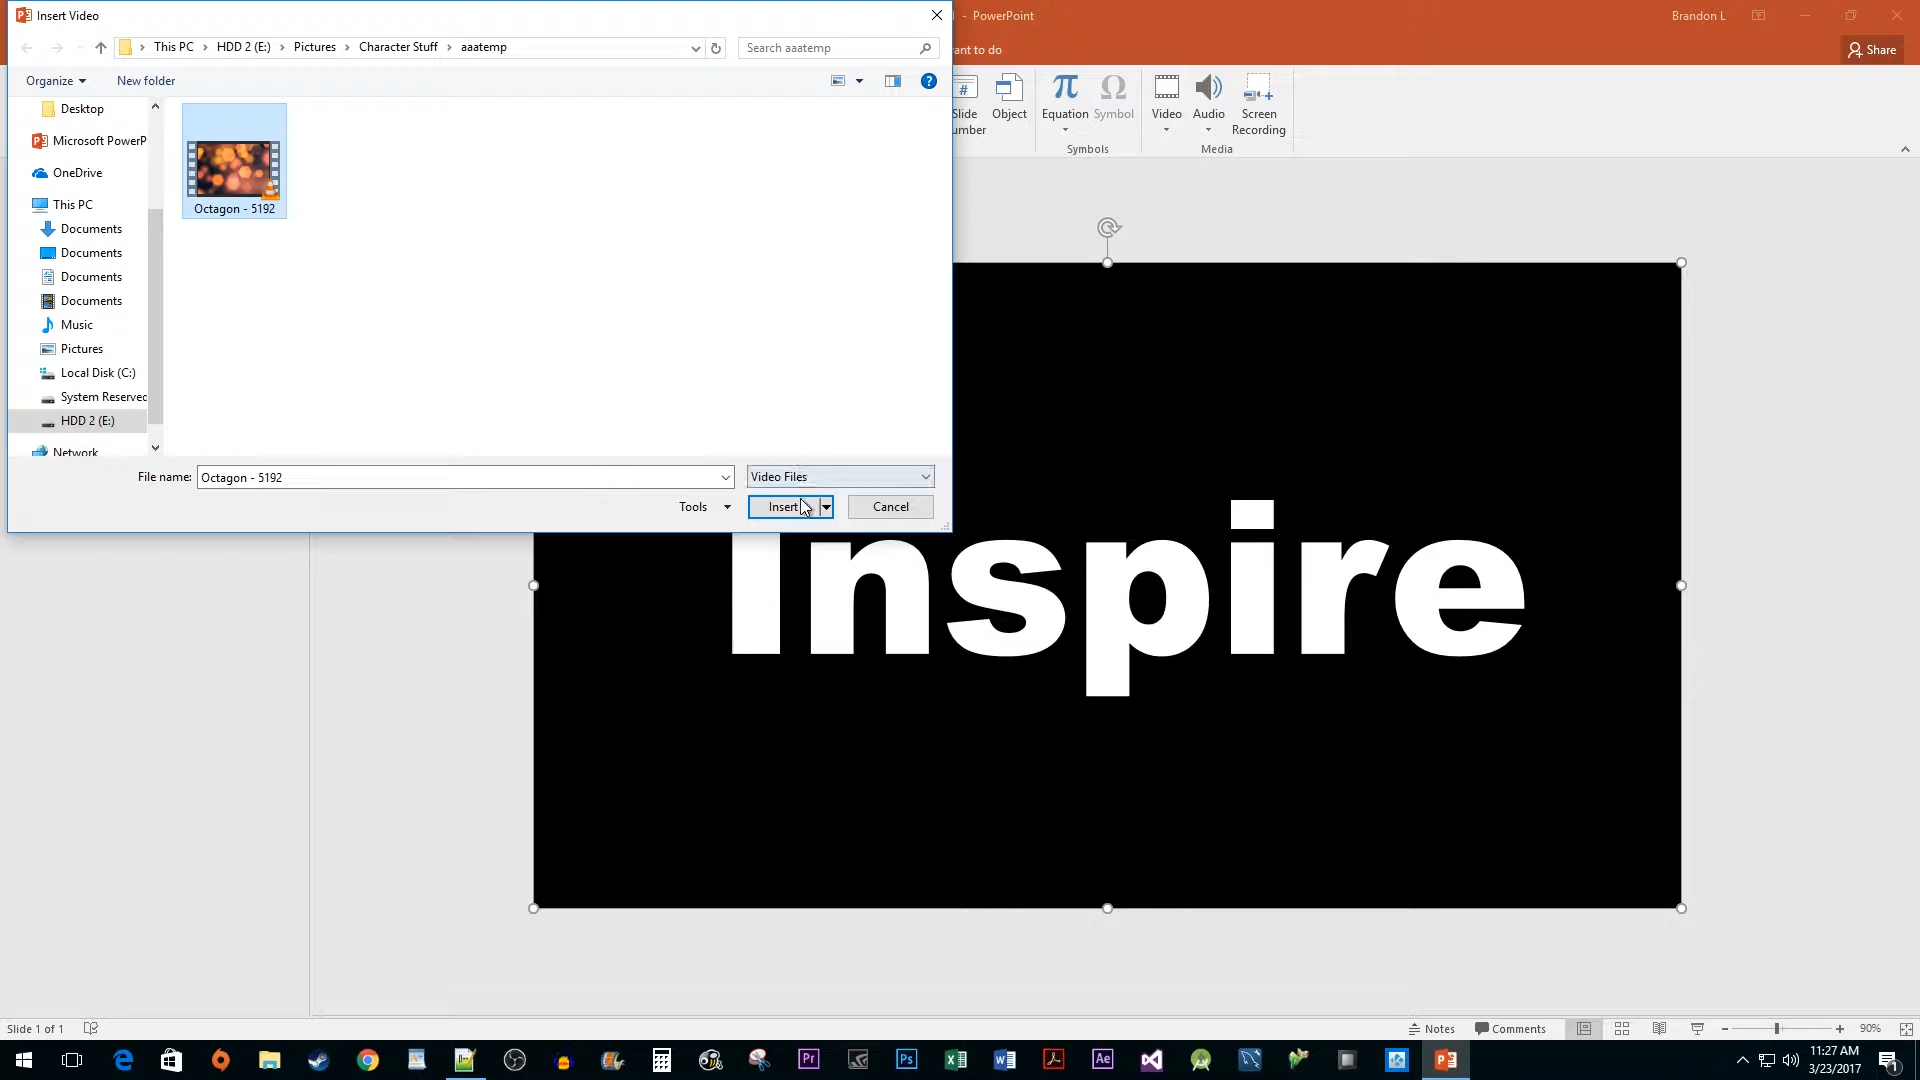 Insert Video
- PowerPoint
Brandon L
This PC > HDD 2 (E:) > Pictures > Character Stuff > aaatemp
Search aaatemp
ant to do
Share
Organize
New folder
Slide
umber
Object
Equation
Symbol
Video
Audio
Screen
Recording
Symbols
Media
Desktop
Microsoft PowerP
OneDrive
This PC
Documents
Documents
Documents
Documents
Music
Pictures
Local Disk (C:)
System Reserved
HDD 2 (E:)
Network
Octagon - 5192
File name:
Octagon - 5192
Video Files
Tools
Insert
Cancel
Inspire
Slide 1 of 1
Notes
Comments
90%
11:27 AM
3/23/2017